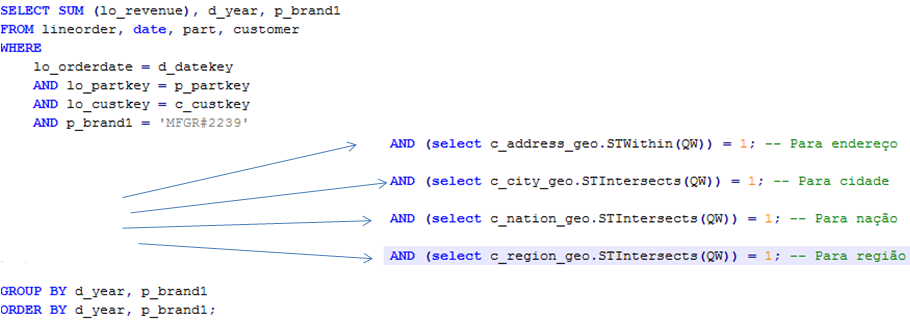 SELECT SUM (lo_revenue), d_year, p_brand1
FROM lineorder, date, part, customer
WHERE
lo_orderdate = d_datekey
AND lo_partkey = p_partkey
AND lo_custkey = c_custkey
AND p_brand1 = 'MFGR#2239'
AND (select c_address_geo.STWithin(QW)) = 1; -- Para endereço
AND (select c_city_geo.STIntersects(QW)) = 1; -- Para cidade
AND (select c_nation_geo.STIntersects(QW)) = 1; -- Para nação
AND (select c_region_geo.STIntersects(QW)) = 1; -- Para região
GROUP BY d_year, p_brand1
ORDER BY d_year, p_brand1;